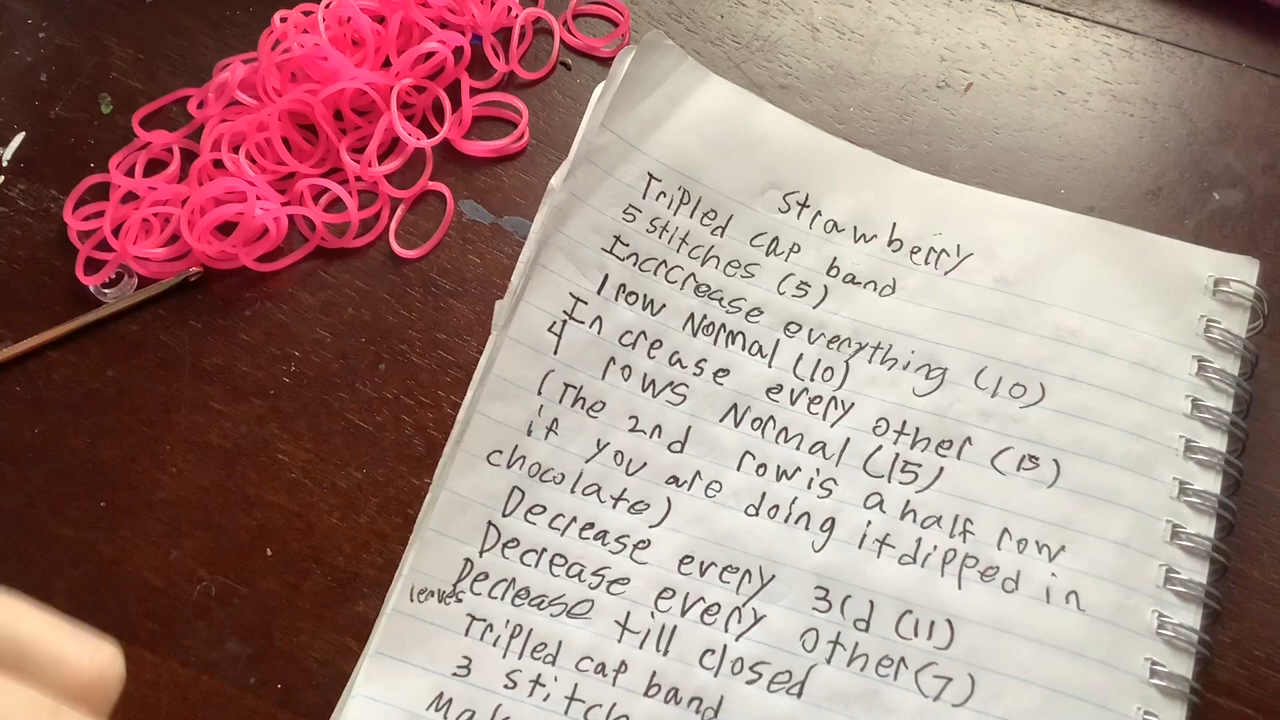 Strawberry
Tripled cap band
5 stitches (5)
Incrcrease everything (10)
1 row Normal (10)
Increase every other (15)
4 rows Normal (15)
(The 2nd row is a half row
if you are doing it dipped in
chocolate)
Decrease every 3rd (11)
Decrease every other (7)
Decrease till closed
leaves
Tripled cap band
3